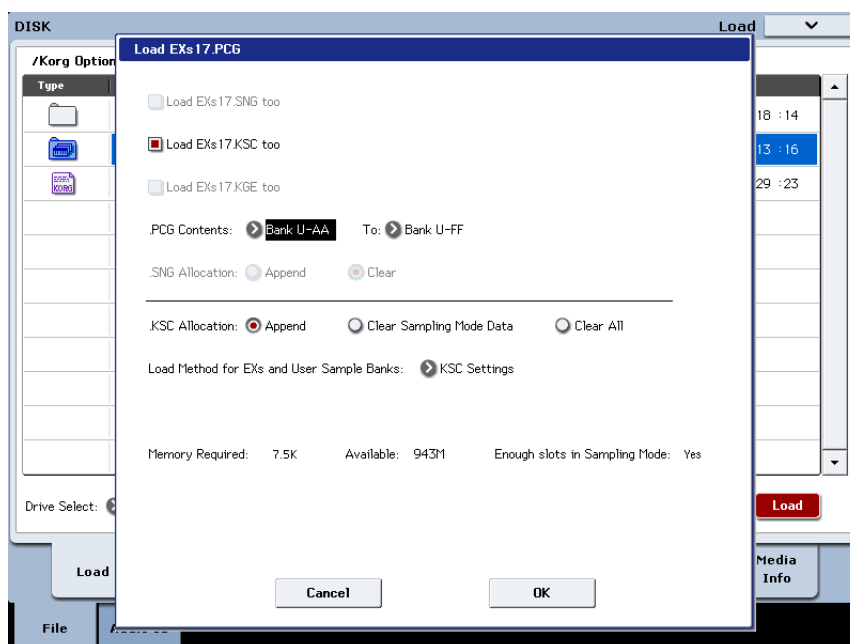 DISK
Load
Load EXs17.PCG
/Korg Option
Type
Load EXs17.SNG too
18 :14
Load EXs17.KSC too
13 :16
KORG
Load EXs17.KGE too
29 :23
.PCG Contents: Bank U-AA To: Bank U-FF
.SNG Allocation: Append Clear
.KSC Allocation: Append Clear Sampling Mode Data Clear All
Load Method for EXs and User Sample Banks: KSC Settings
Memory Required: 7.5K Available: 943M Enough slots in Sampling Mode: Yes
Drive Select:
Load
Load
Media
Info
Cancel OK
File